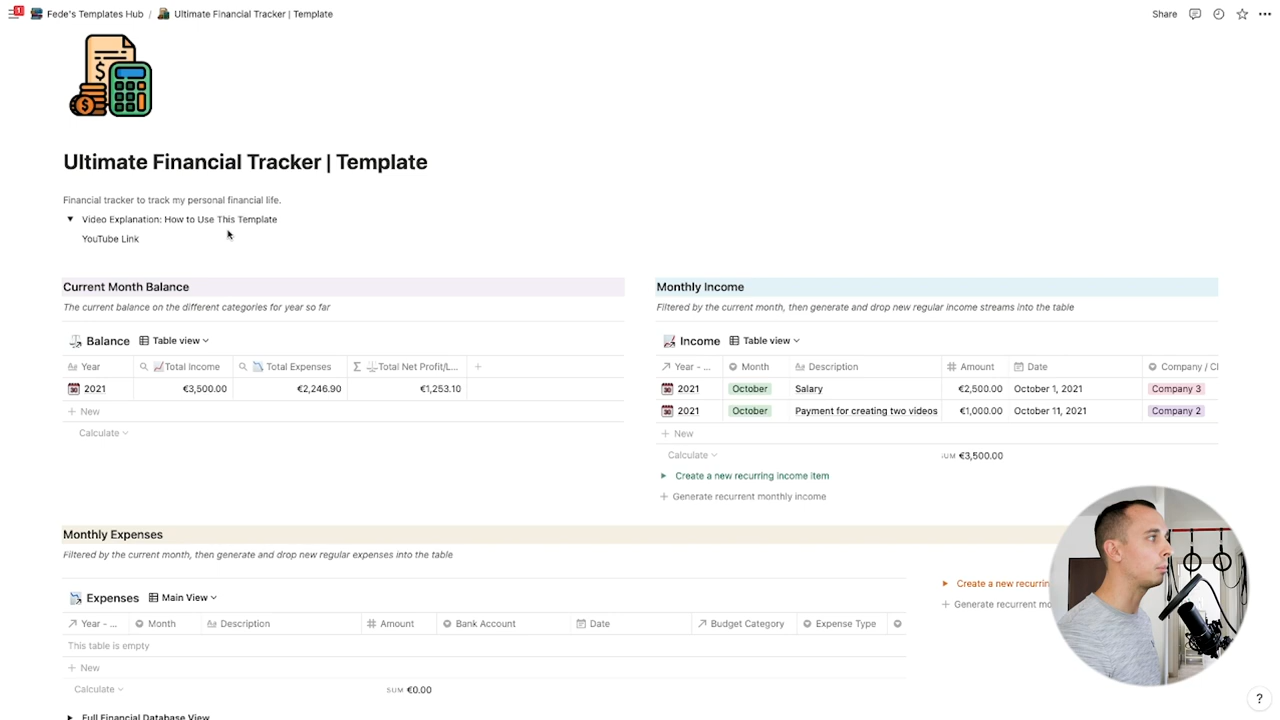 Fede's Templates Hub / Ultimate Financial Tracker | Template
Share
Ultimate Financial Tracker | Template
Financial tracker to track my personal financial life.
Video Explanation: How to Use This Template
YouTube Link
Current Month Balance
The current balance on the different categories for year so far
Balance Table view
Year Total Income Total Expenses Total Net Profit/L...
2021 €3,500.00 €2,246.90 €1,253.10
New
Calculate
Monthly Income
Filtered by the current month, then generate and drop new regular income streams into the table
Income Table view
Year - ... Month Description Amount Date Company / Cl
2021 October Salary €2,500.00 October 1, 2021 Company 3
2021 October Payment for creating two videos €1,000.00 October 11, 2021 Company 2
New
Calculate SUM €3,500.00
Create a new recurring income item
Generate recurrent monthly income
Monthly Expenses
Filtered by the current month, then generate and drop new regular expenses into the table
Expenses Main View
Year - ... Month Description Amount Bank Account Date Budget Category Expense Type
This table is empty
New
Calculate SUM €0.00
Create a new recurrin
Generate recurrent mo
Full Financial Database View
?